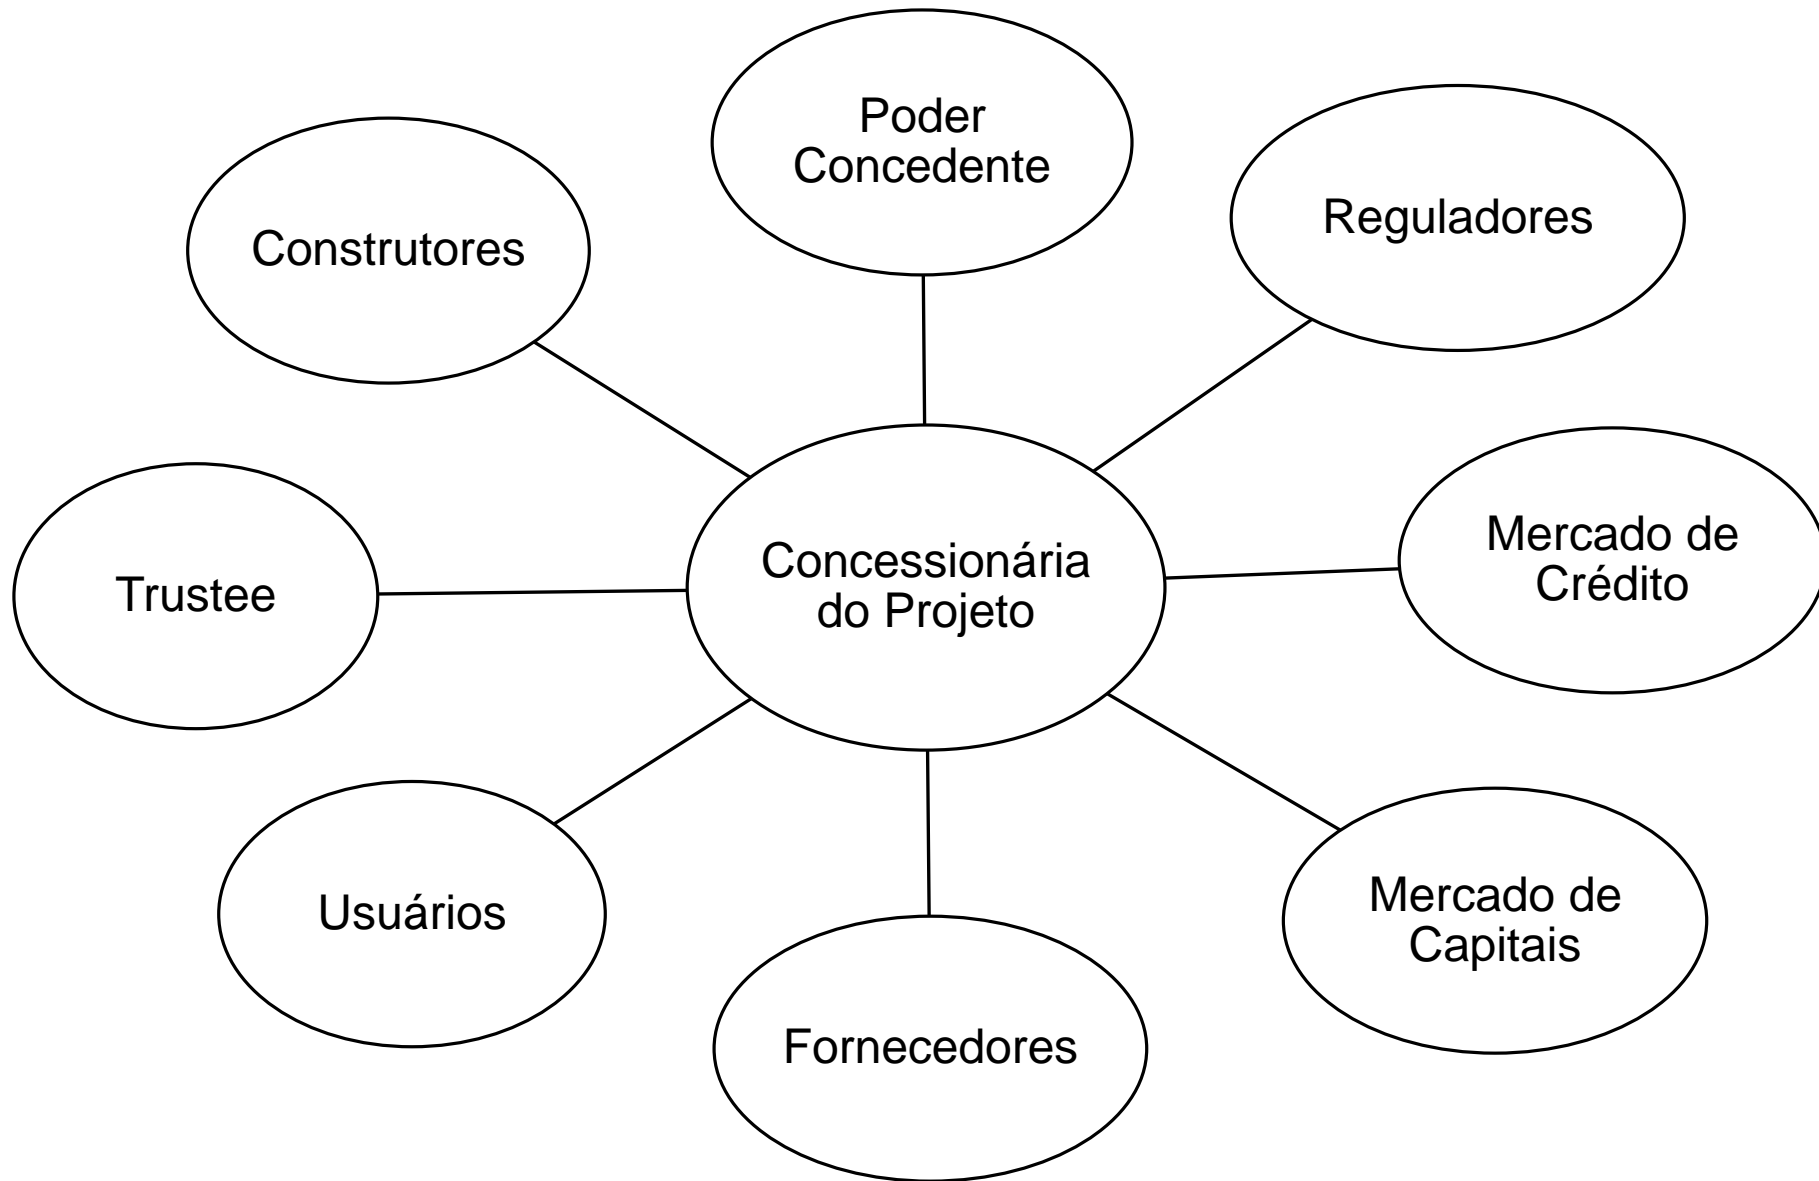 Poder
Concedente
Reguladores
Construtores
Mercado de
Crédito
Concessionária
do Projeto
Trustee
Mercado de
Capitais
Usuários
Fornecedores